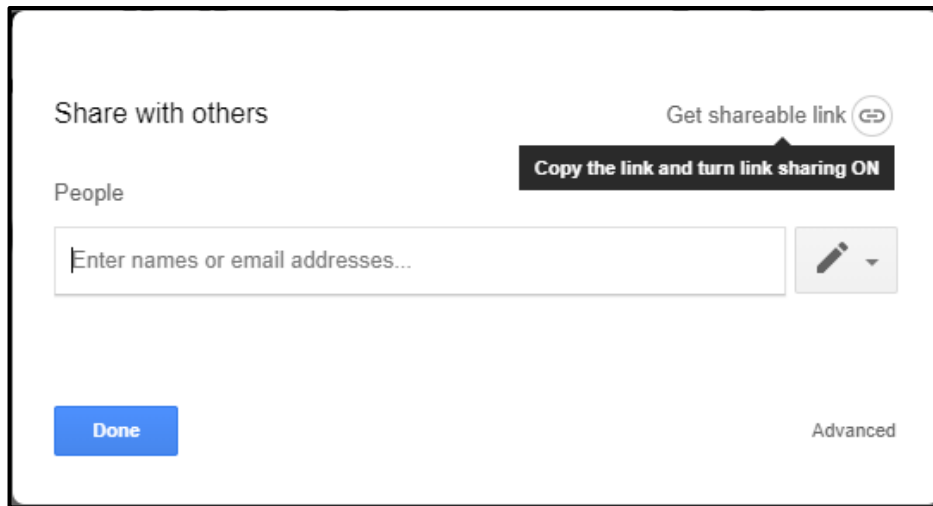 Share with others
Get shareable link
Copy the link and turn link sharing ON
People
Enter names or email addresses...
Done
Advanced